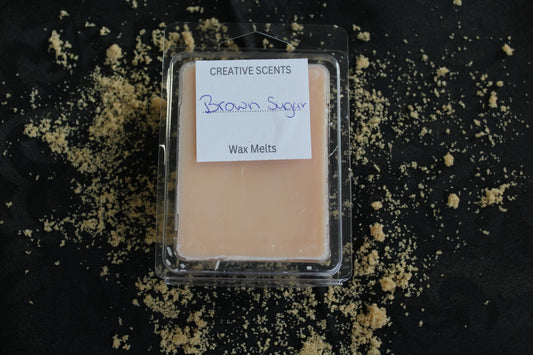 CREATIVE SCENTS
Brown Sugar
Wax Melts